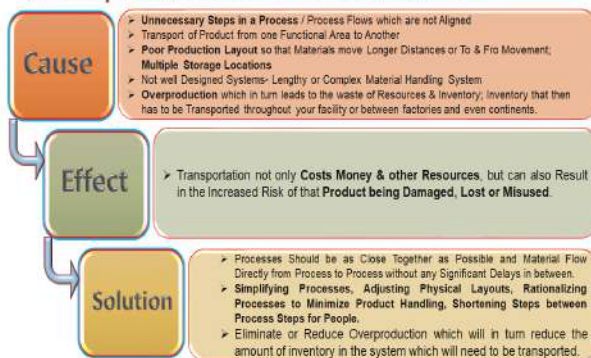 Cause
➢ Unnecessary Steps in a Process / Process Flows which are not Aligned
➢ Transport of Product from one Functional Area to Another
➢ Poor Production Layout so that Materials move Longer Distances or To & Fro Movement;
Multiple Storage Locations
➢ Not well Designed Systems- Lengthy or Complex Material Handling System
➢ Overproduction which in turn leads to the waste of Resources & Inventory; Inventory that then
has to be Transported throughout your facility or between factories and even continents.
Effect
➢ Transportation not only Costs Money & other Resources, but can also Result
in the Increased Risk of that Product being Damaged, Lost or Misused.
Solution
➢ Processes Should be as Close Together as Possible and Material Flow
Directly from Process to Process without any Significant Delays in between.
➢ Simplifying Processes, Adjusting Physical Layouts, Rationalizing
Processes to Minimize Product Handling, Shortening Steps between
Process Steps for People.
➢ Eliminate or Reduce Overproduction which will in turn reduce the
amount of inventory in the system which will need to be transported.